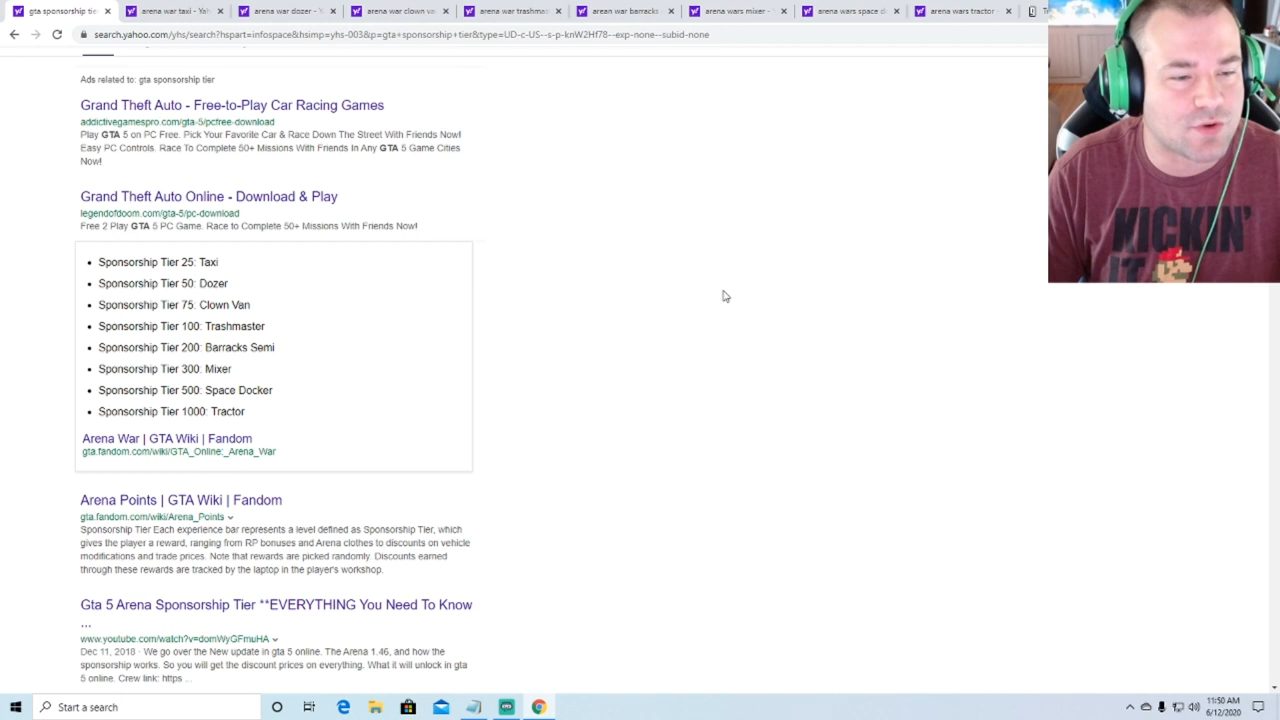 gta sponsorship tie
arena war taxi - Yah
arena war dozer - Y
arena war clown va
arena war trashmas
arean war barracks
arena wars mixer -
arena wars space d
arena wars tractor -
search.yahoo.com/yhs/search?hspart=infospace&hsimp=yhs-003&p=gta+sponsorship+tier&type=UD-c-US--s-p-knW2Hf78--exp-none--subid-none
Ads related to: gta sponsorship tier
Grand Theft Auto - Free-to-Play Car Racing Games
addictivegamespro.com/gta-5/pcfree-download
Play GTA 5 on PC Free. Pick Your Favorite Car & Race Down The Street With Friends Now!
Easy PC Controls. Race To Complete 50+ Missions With Friends In Any GTA 5 Game Cities
Now!
Grand Theft Auto Online - Download & Play
legendofdoom.com/gta-5/pc-download
Free 2 Play GTA 5 PC Game. Race to Complete 50+ Missions With Friends Now!
• Sponsorship Tier 25: Taxi
• Sponsorship Tier 50: Dozer
• Sponsorship Tier 75: Clown Van
• Sponsorship Tier 100: Trashmaster
• Sponsorship Tier 200: Barracks Semi
• Sponsorship Tier 300: Mixer
• Sponsorship Tier 500: Space Docker
• Sponsorship Tier 1000: Tractor
Arena War | GTA Wiki | Fandom
gta.fandom.com/wiki/GTA_Online:_Arena_War
Arena Points | GTA Wiki | Fandom
gta.fandom.com/wiki/Arena_Points
Sponsorship Tier Each experience bar represents a level defined as Sponsorship Tier, which
gives the player a reward, ranging from RP bonuses and Arena clothes to discounts on vehicle
modifications and trade prices. Note that rewards are picked randomly. Discounts earned
through these rewards are tracked by the laptop in the player's workshop.
Gta 5 Arena Sponsorship Tier **EVERYTHING You Need To Know
...
www.youtube.com/watch?v=domWyGFmuHA
Dec 11, 2018 · We go over the New update in gta 5 online. The Arena 1.46, and how the
sponsorship works. So you will get the discount prices on everything. What it will unlock in gta
5 online. Crew link: https ...
KICKIN'
IT
Start a search
11:50 AM
6/12/2020